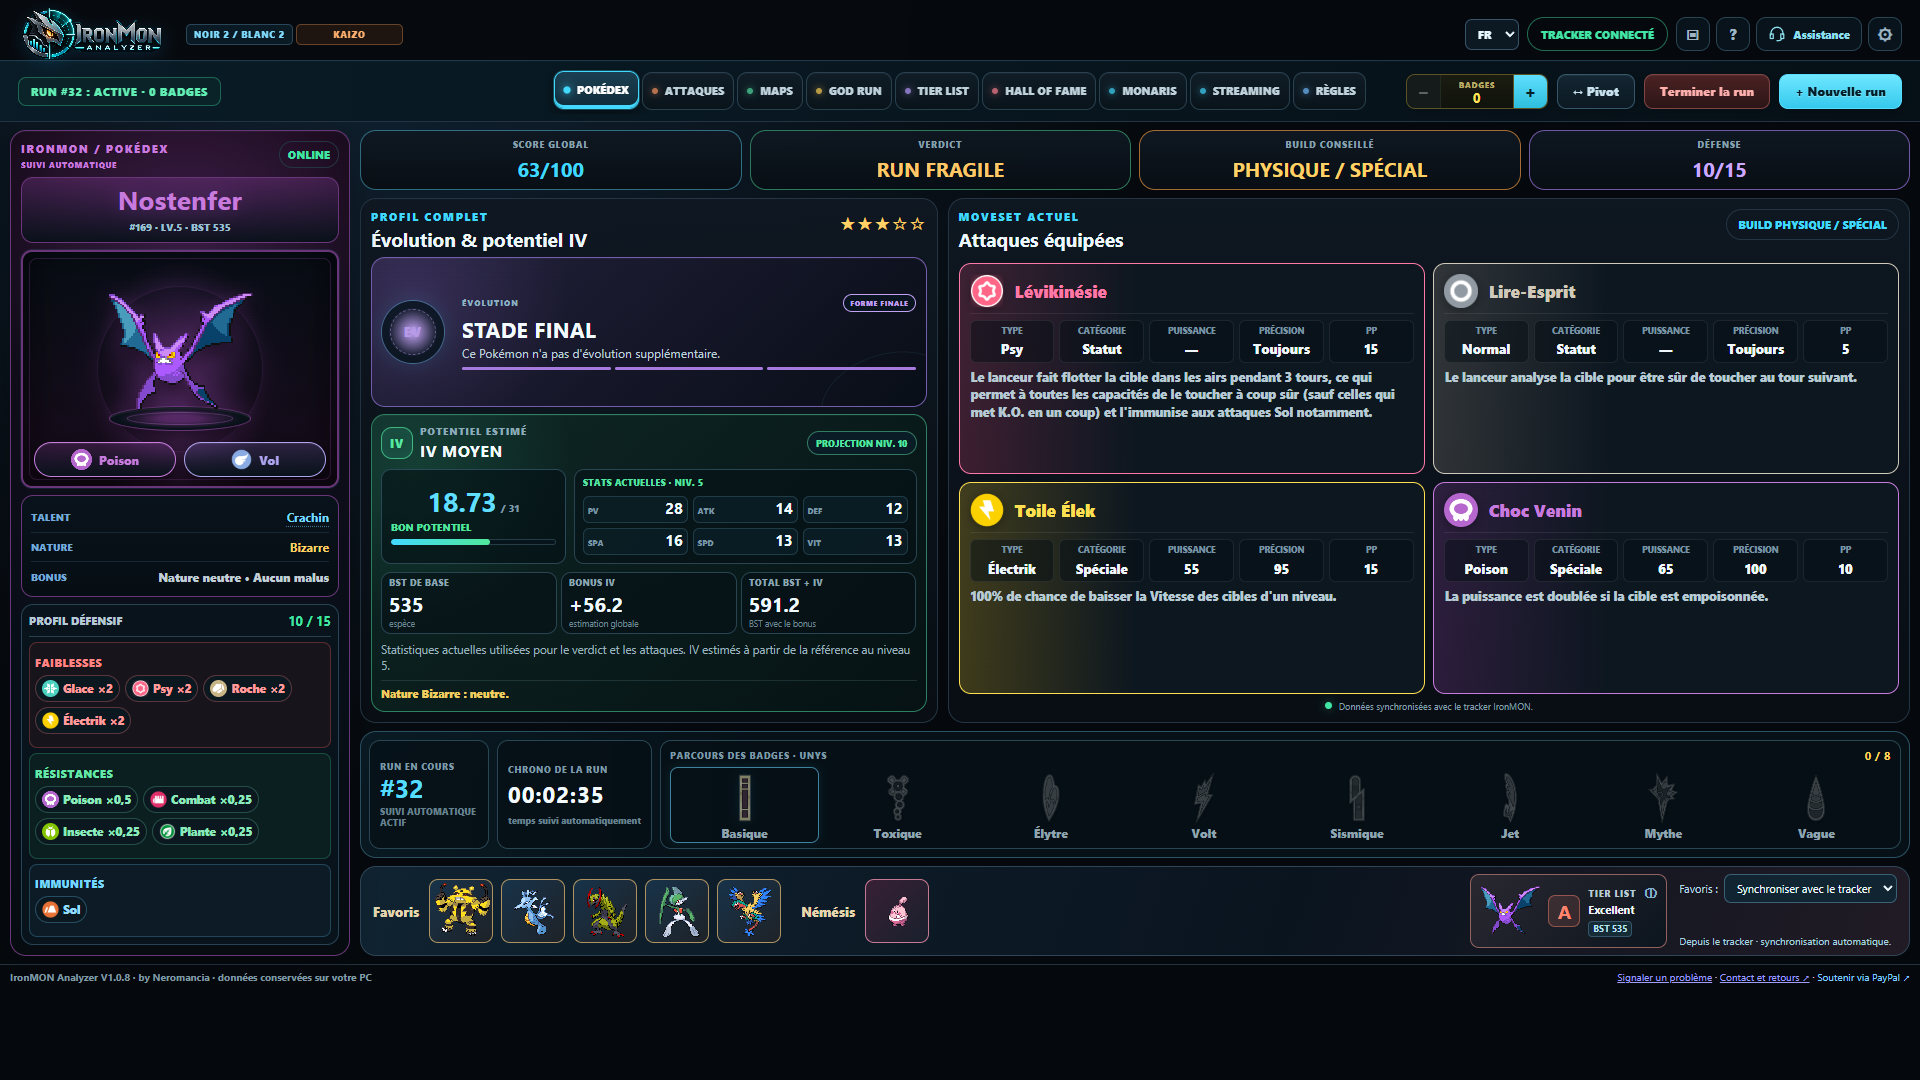 IRONMON
ANALYZER
NOIR 2 / BLANC 2
KAIZO
FR
TRACKER CONNECTÉ
?
Assistance
RUN #32 : ACTIVE · 0 BADGES
POKÉDEX
ATTAQUES
MAPS
GOD RUN
TIER LIST
HALL OF FAME
MONARIS
STREAMING
RÈGLES
−
BADGES
0
+
↔ Pivot
Terminer la run
+ Nouvelle run
IRONMON / POKÉDEX
SUIVI AUTOMATIQUE
ONLINE
Nostenfer
#169 · LV.5 · BST 535
Poison
Vol
TALENT
Crachin
NATURE
Bizarre
BONUS
Nature neutre • Aucun malus
PROFIL DÉFENSIF
10 / 15
FAIBLESSES
Glace ×2
Psy ×2
Roche ×2
Électrik ×2
RÉSISTANCES
Poison ×0,5
Combat ×0,25
Insecte ×0,25
Plante ×0,25
IMMUNITÉS
Sol
SCORE GLOBAL
63/100
VERDICT
RUN FRAGILE
BUILD CONSEILLÉ
PHYSIQUE / SPÉCIAL
DÉFENSE
10/15
PROFIL COMPLET
Évolution & potentiel IV
★★★☆☆
EV
ÉVOLUTION
FORME FINALE
STADE FINAL
Ce Pokémon n'a pas d'évolution supplémentaire.
IV
POTENTIEL ESTIMÉ
IV MOYEN
PROJECTION NIV. 10
18.73 / 31
BON POTENTIEL
STATS ACTUELLES · NIV. 5
PV 28
ATK 14
DEF 12
SPA 16
SPD 13
VIT 13
BST DE BASE
535
espèce
BONUS IV
+56.2
estimation globale
TOTAL BST + IV
591.2
BST avec le bonus
Statistiques actuelles utilisées pour le verdict et les attaques. IV estimés à partir de la référence au niveau
5.
Nature Bizarre : neutre.
MOVESET ACTUEL
Attaques équipées
BUILD PHYSIQUE / SPÉCIAL
Lévikinésie
TYPE
Psy
CATÉGORIE
Statut
PUISSANCE
—
PRÉCISION
Toujours
PP
15
Le lanceur fait flotter la cible dans les airs pendant 3 tours, ce qui
permet à toutes les capacités de le toucher à coup sûr (sauf celles qui
met K.O. en un coup) et l'immunise aux attaques Sol notamment.
Lire-Esprit
TYPE
Normal
CATÉGORIE
Statut
PUISSANCE
—
PRÉCISION
Toujours
PP
5
Le lanceur analyse la cible pour être sûr de toucher au tour suivant.
Toile Élek
TYPE
Électrik
CATÉGORIE
Spéciale
PUISSANCE
55
PRÉCISION
95
PP
15
100% de chance de baisser la Vitesse des cibles d'un niveau.
Choc Venin
TYPE
Poison
CATÉGORIE
Spéciale
PUISSANCE
65
PRÉCISION
100
PP
10
La puissance est doublée si la cible est empoisonnée.
Données synchronisées avec le tracker IronMON.
RUN EN COURS
#32
SUIVI AUTOMATIQUE
ACTIF
CHRONO DE LA RUN
00:02:35
temps suivi automatiquement
PARCOURS DES BADGES · UNYS
0 / 8
Basique
Toxique
Élytre
Volt
Sismique
Jet
Mythe
Vague
Favoris
Némésis
A
TIER LIST
Excellent
BST 535
Favoris :
Synchroniser avec le tracker
Depuis le tracker · synchronisation automatique.
IronMON Analyzer V1.0.8 · by Neromancia · données conservées sur votre PC
Signaler un problème · Contact et retours ↗ · Soutenir via PayPal ↗